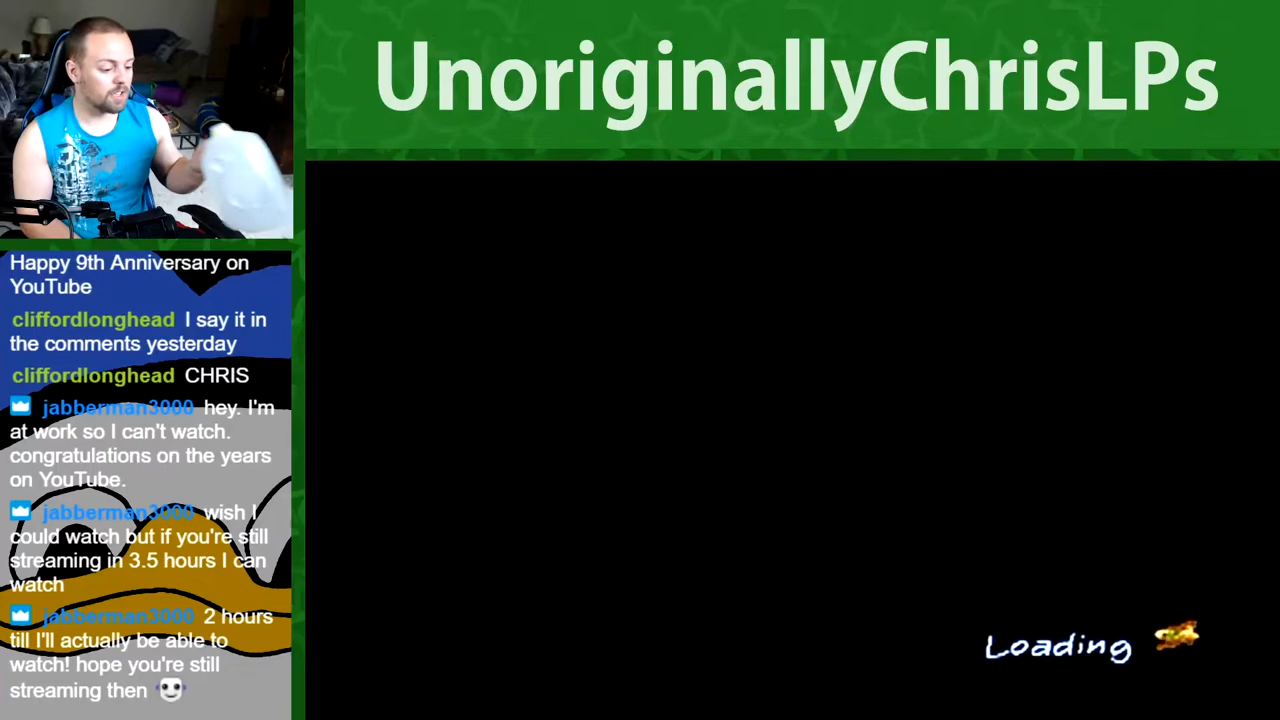 UnoriginallyChrisLPs
Happy 9th Anniversary on
YouTube
cliffordlonghead I say it in
the comments yesterday
cliffordlonghead CHRIS
jabberman3000 hey. I'm
at work so I can't watch.
congratulations on the years
on YouTube.
jabberman3000 wish I
could watch but if you're still
streaming in 3.5 hours I can
watch
jabberman3000 2 hours
till I'll actually be able to
watch! hope you're still
streaming then
Loading